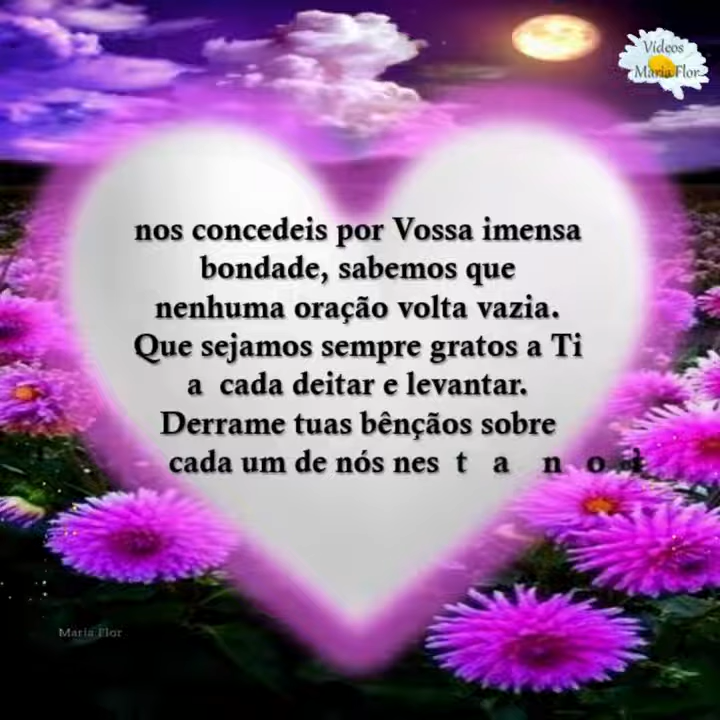 Vídeos
Maria Flor
nos concedeis por Vossa imensa
bondade, sabemos que
nenhuma oração volta vazia.
Que sejamos sempre gratos a Ti
a cada deitar e levantar.
Derrame tuas bênçãos sobre
cada um de nós nes t a n o
Maria Flor